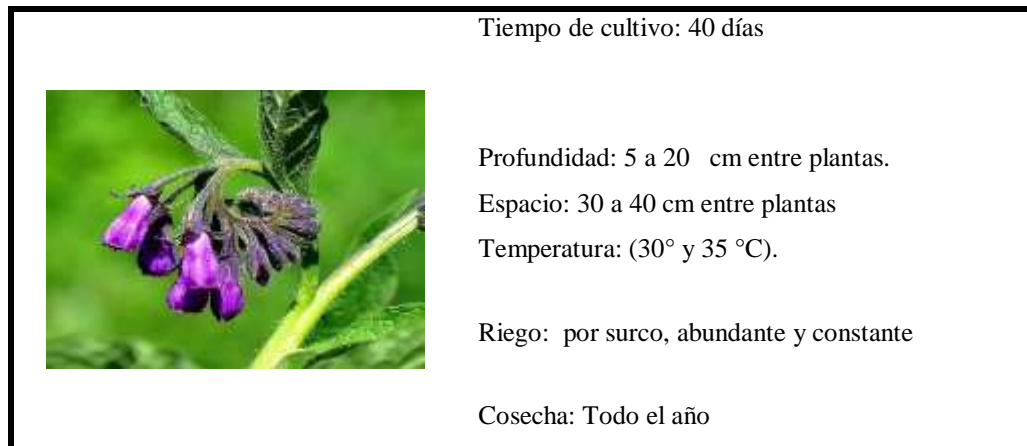 Tiempo de cultivo: 40 días
Profundidad: 5 a 20 cm entre plantas.
Espacio: 30 a 40 cm entre plantas
Temperatura: (30° y 35 °C).
Riego: por surco, abundante y constante
Cosecha: Todo el año